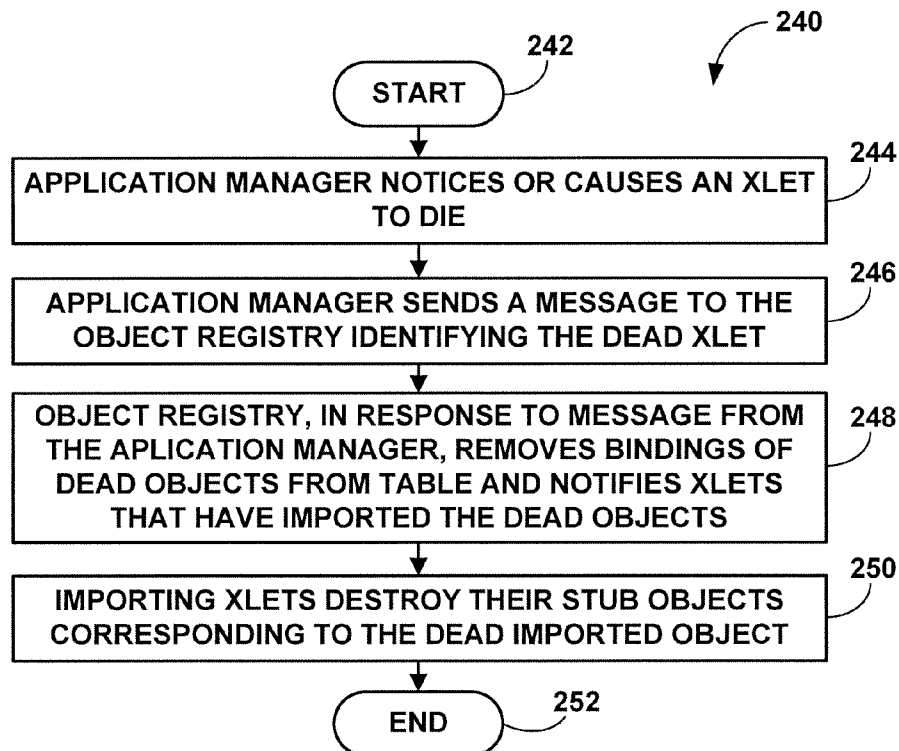 240
242
START
244
APPLICATION MANAGER NOTICES OR CAUSES AN XLET
TO DIE
246
APPLICATION MANAGER SENDS A MESSAGE TO THE
OBJECT REGISTRY IDENTIFYING THE DEAD XLET
248
OBJECT REGISTRY, IN RESPONSE TO MESSAGE FROM
THE APLICATION MANAGER, REMOVES BINDINGS OF
DEAD OBJECTS FROM TABLE AND NOTIFIES XLETS
THAT HAVE IMPORTED THE DEAD OBJECTS
250
IMPORTING XLETS DESTROY THEIR STUB OBJECTS
CORRESPONDING TO THE DEAD IMPORTED OBJECT
252
END